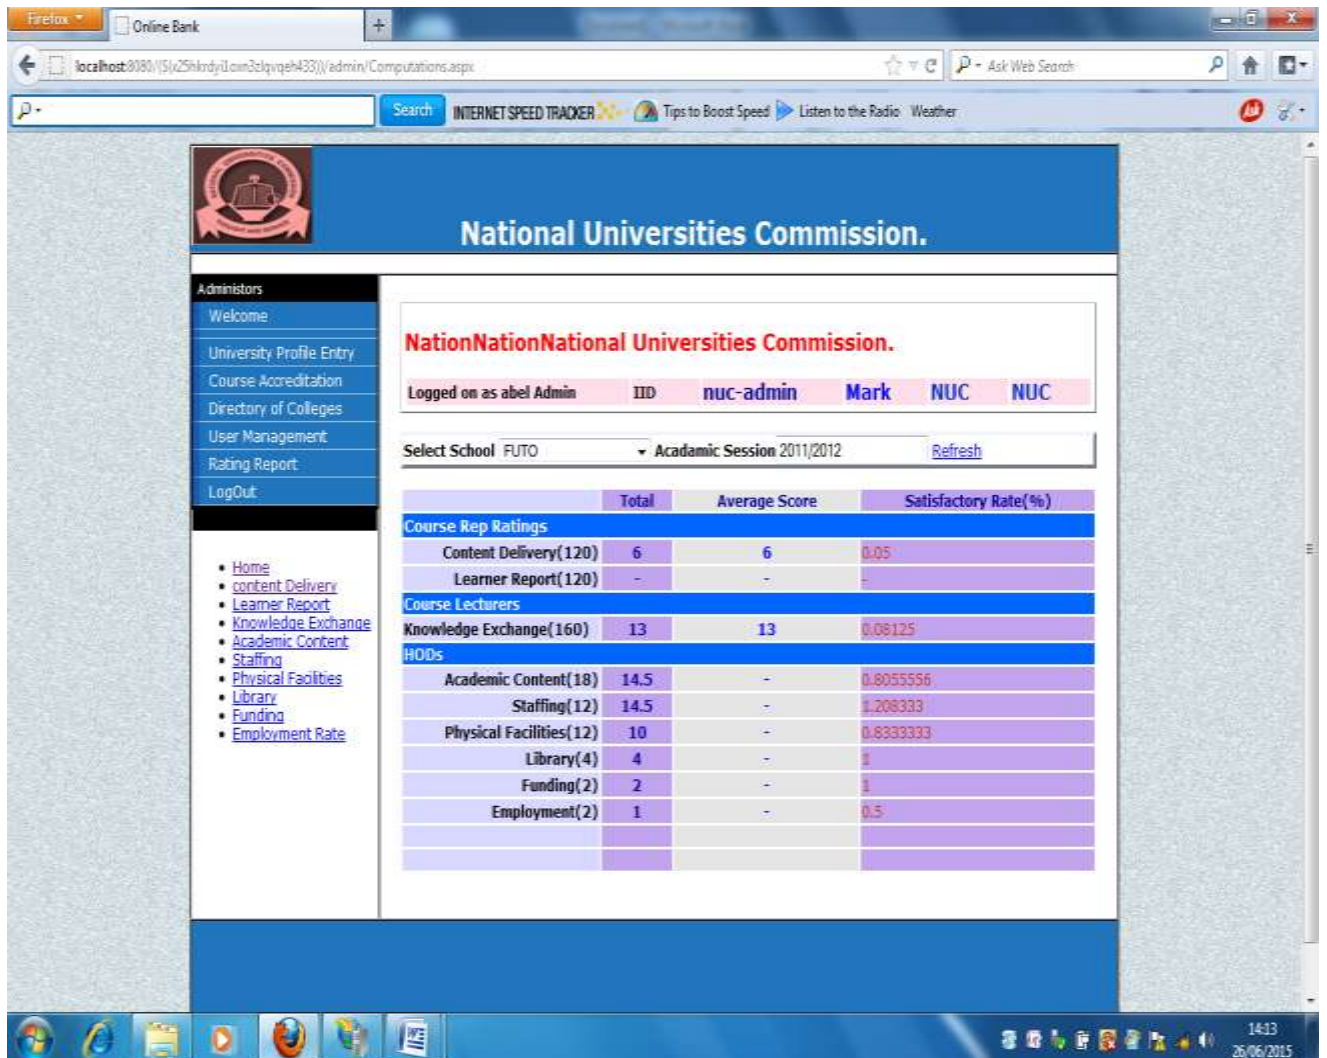 Firefox
Online Bank
+
Ask Web Search
Search INTERNET SPEED TRACKER Tips to Boost Speed Listen to the Radio Weather
National Universities Commission.
Administors
Welcome
University Profile Entry
Course Accreditation
Directory of Colleges
User Management
Rating Report
LogOut
Home
content Delivery
Learner Report
Knowledge Exchange
Academic Content
Staffing
Physical Facilities
Library
Funding
Employment Rate
NationNationNational Universities Commission.
Logged on as abel Admin IID nuc-admin Mark NUC NUC
Select School FUTO Acadamic Session 2011/2012 Refresh
Total Average Score Satisfactory Rate(%)
Course Rep Ratings
Content Delivery(120) 6 6 0.05
Learner Report(120) - - -
Course Lecturers
Knowledge Exchange(160) 13 13 0.08125
HODs
Academic Content(18) 14.5 - 0.8055556
Staffing(12) 14.5 - 1.208333
Physical Facilities(12) 10 - 0.8333333
Library(4) 4 - 1
Funding(2) 2 - 1
Employment(2) 1 - 0.5
14:13
26/06/2015